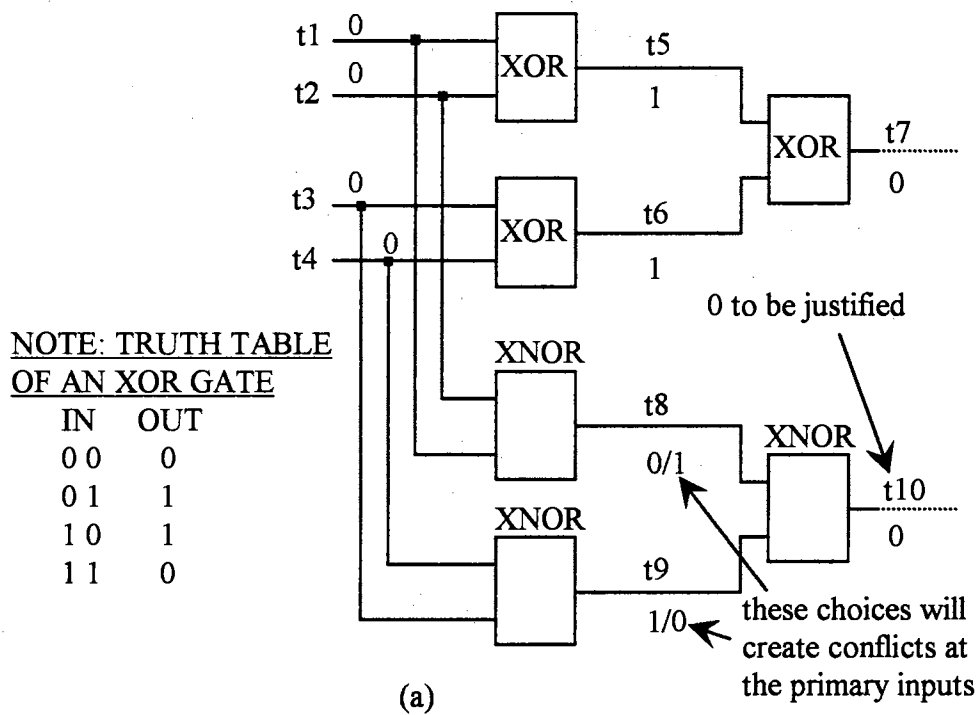 t1 0
XOR
t5
1
t2 0
XOR
t7
0
t3 0
XOR
t6
1
t4 0
0 to be justified
NOTE: TRUTH TABLE
OF AN XOR GATE
IN OUT
0 0 0
0 1 1
1 0 1
1 1 0
XNOR
t8
0/1
XNOR
t10
0
XNOR
t9
1/0
these choices will
create conflicts at
the primary inputs
(a)